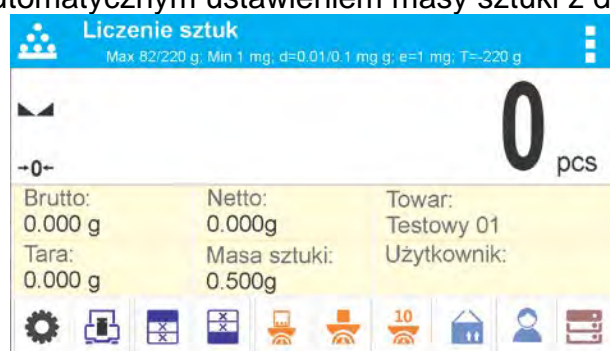 utomatycznym dstawieniem masy sztuki z d
Liczenie sztuk
Max 82/220 g; Min 1 mg; d=0.01/0.1 mg g; e=1 mg; T=-220 g
0 pcs
→0←
Brutto: Netto: Towar:
0.000 g 0.000g Testowy 01
Tara: Masa sztuki: Użytkownik:
0.000 g 0.500g
10